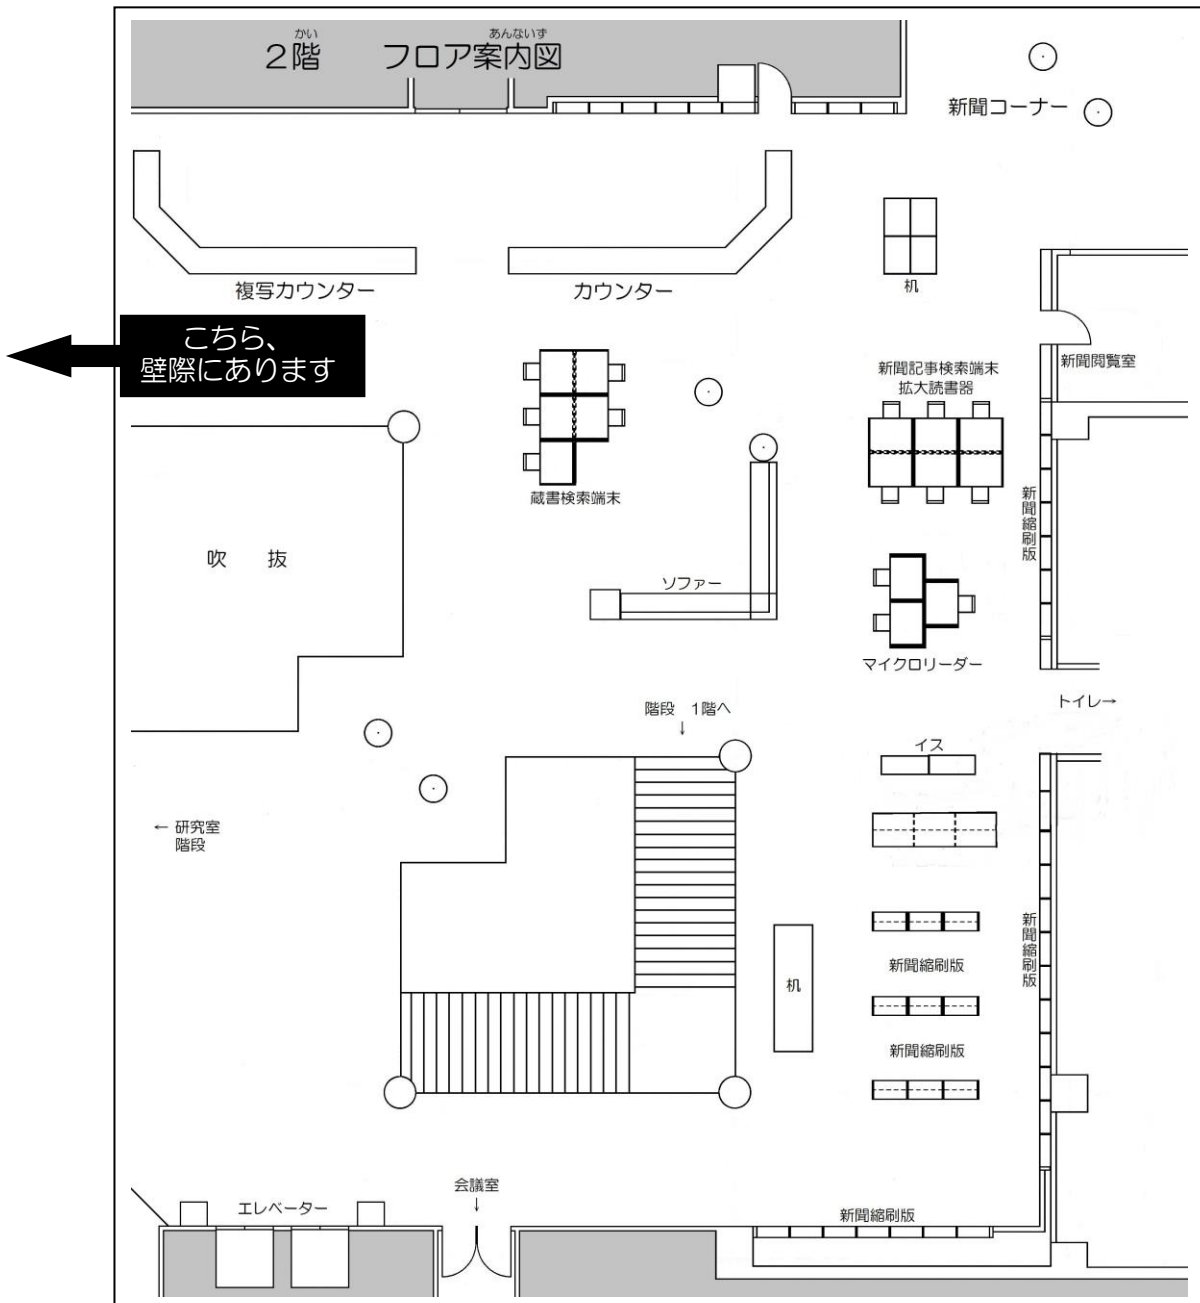 かい あんないず
2階 フロア案内図
新聞コーナー
机
複写カウンター
カウンター
こちら、
壁際にあります
新聞閲覧室
新聞記事検索端末
拡大読書器
蔵書検索端末
新聞縮刷版
吹 抜
ソファー
マイクロリーダー
トイレ→
階段 1階へ
↓
イス
← 研究室
階段
新聞縮刷版
机
新聞縮刷版
新聞縮刷版
会議室
↓
エレベーター
新聞縮刷版